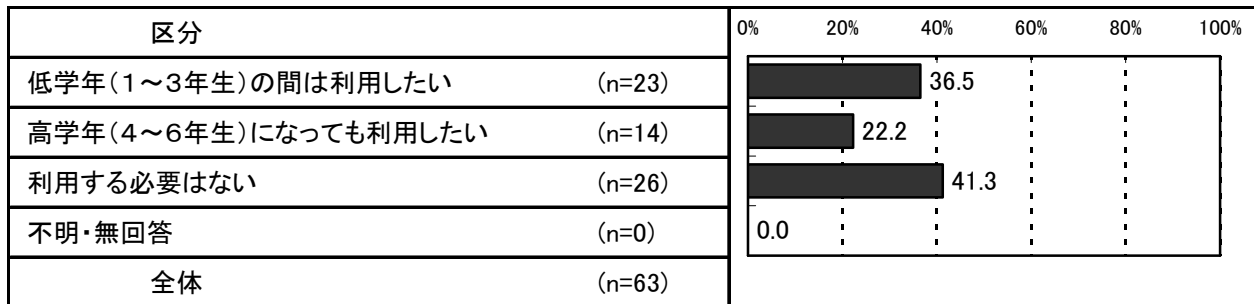 区分
0% 20% 40% 60% 80% 100%
低学年(1～3年生)の間は利用したい (n=23) 36.5
高学年(4～6年生)になっても利用したい (n=14) 22.2
利用する必要はない (n=26) 41.3
不明・無回答 (n=0) 0.0
全体 (n=63)